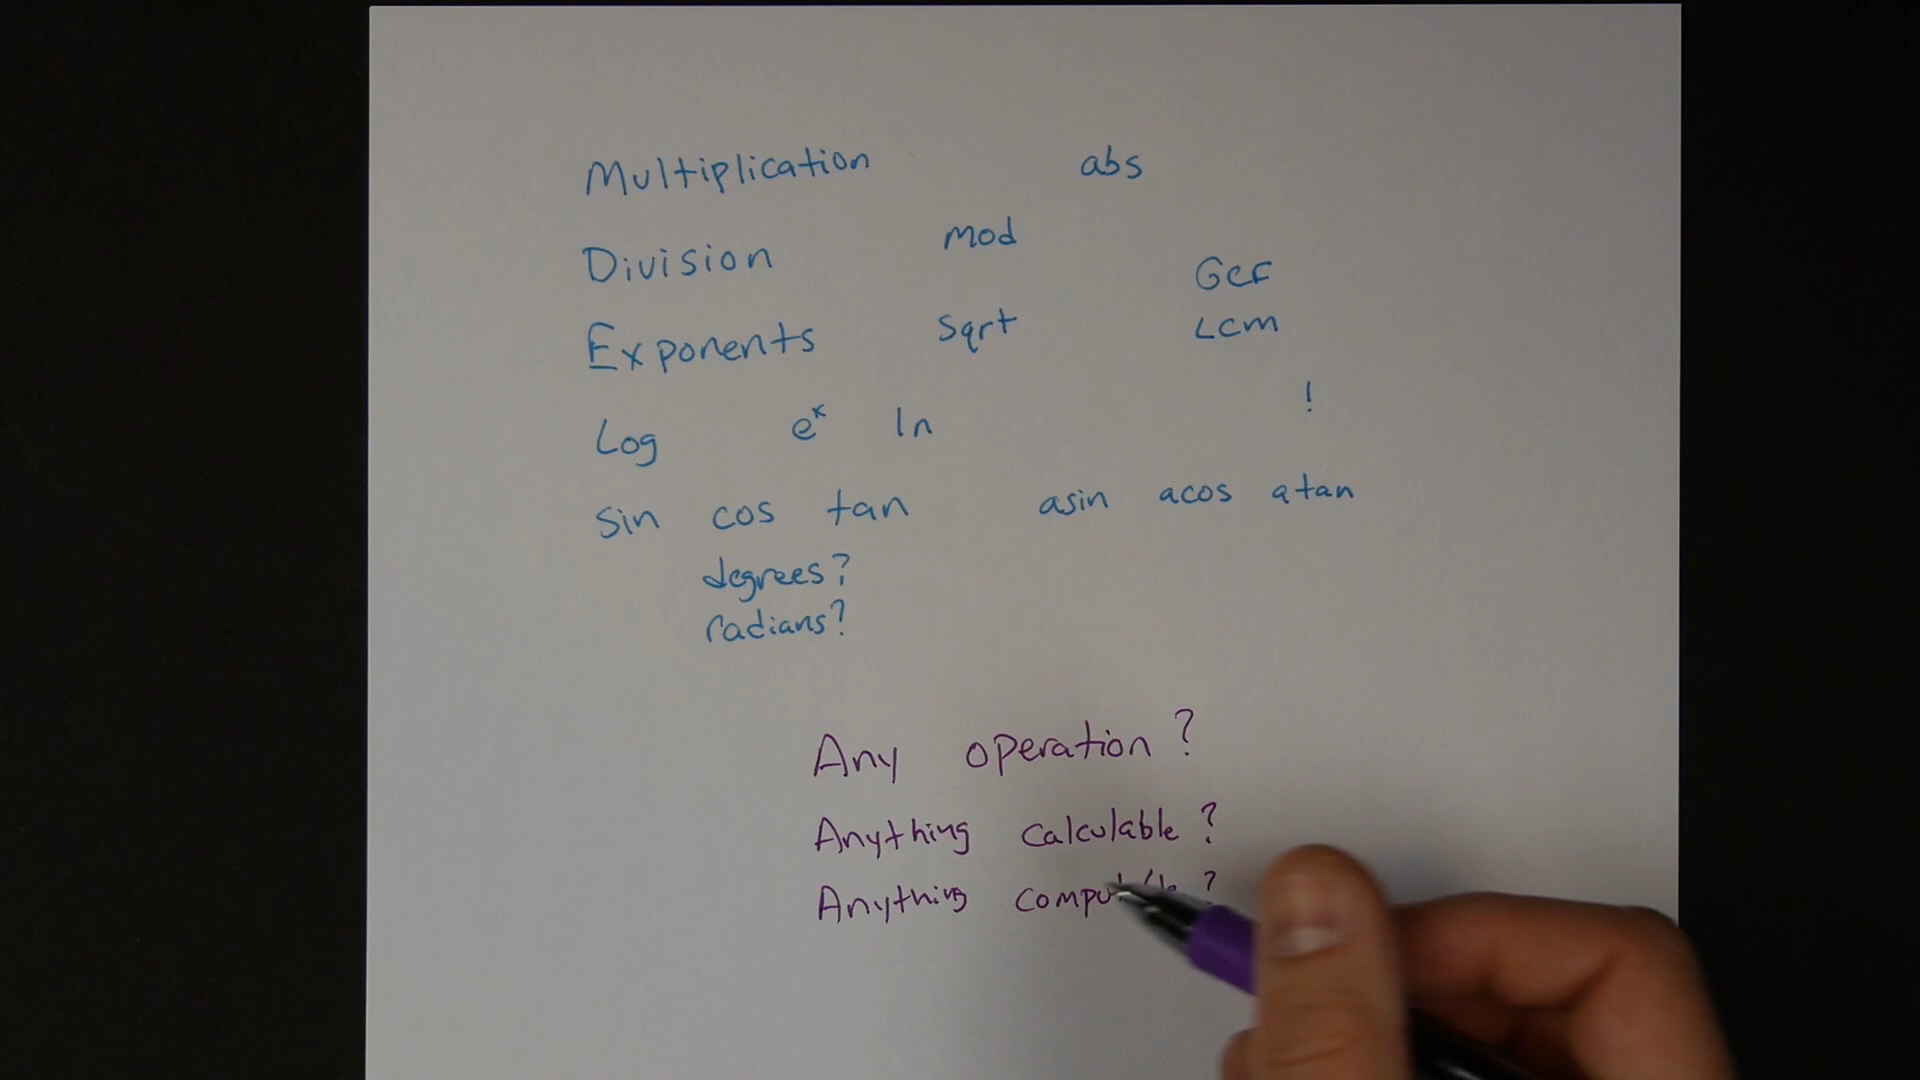 Multiplication abs
Division mod
GCF
Exponents Sqrt LCM
!
Log eˣ ln
Sin cos tan asin acos atan
degrees?
radians?
Any operation?
Anything calculable?
Anything ?